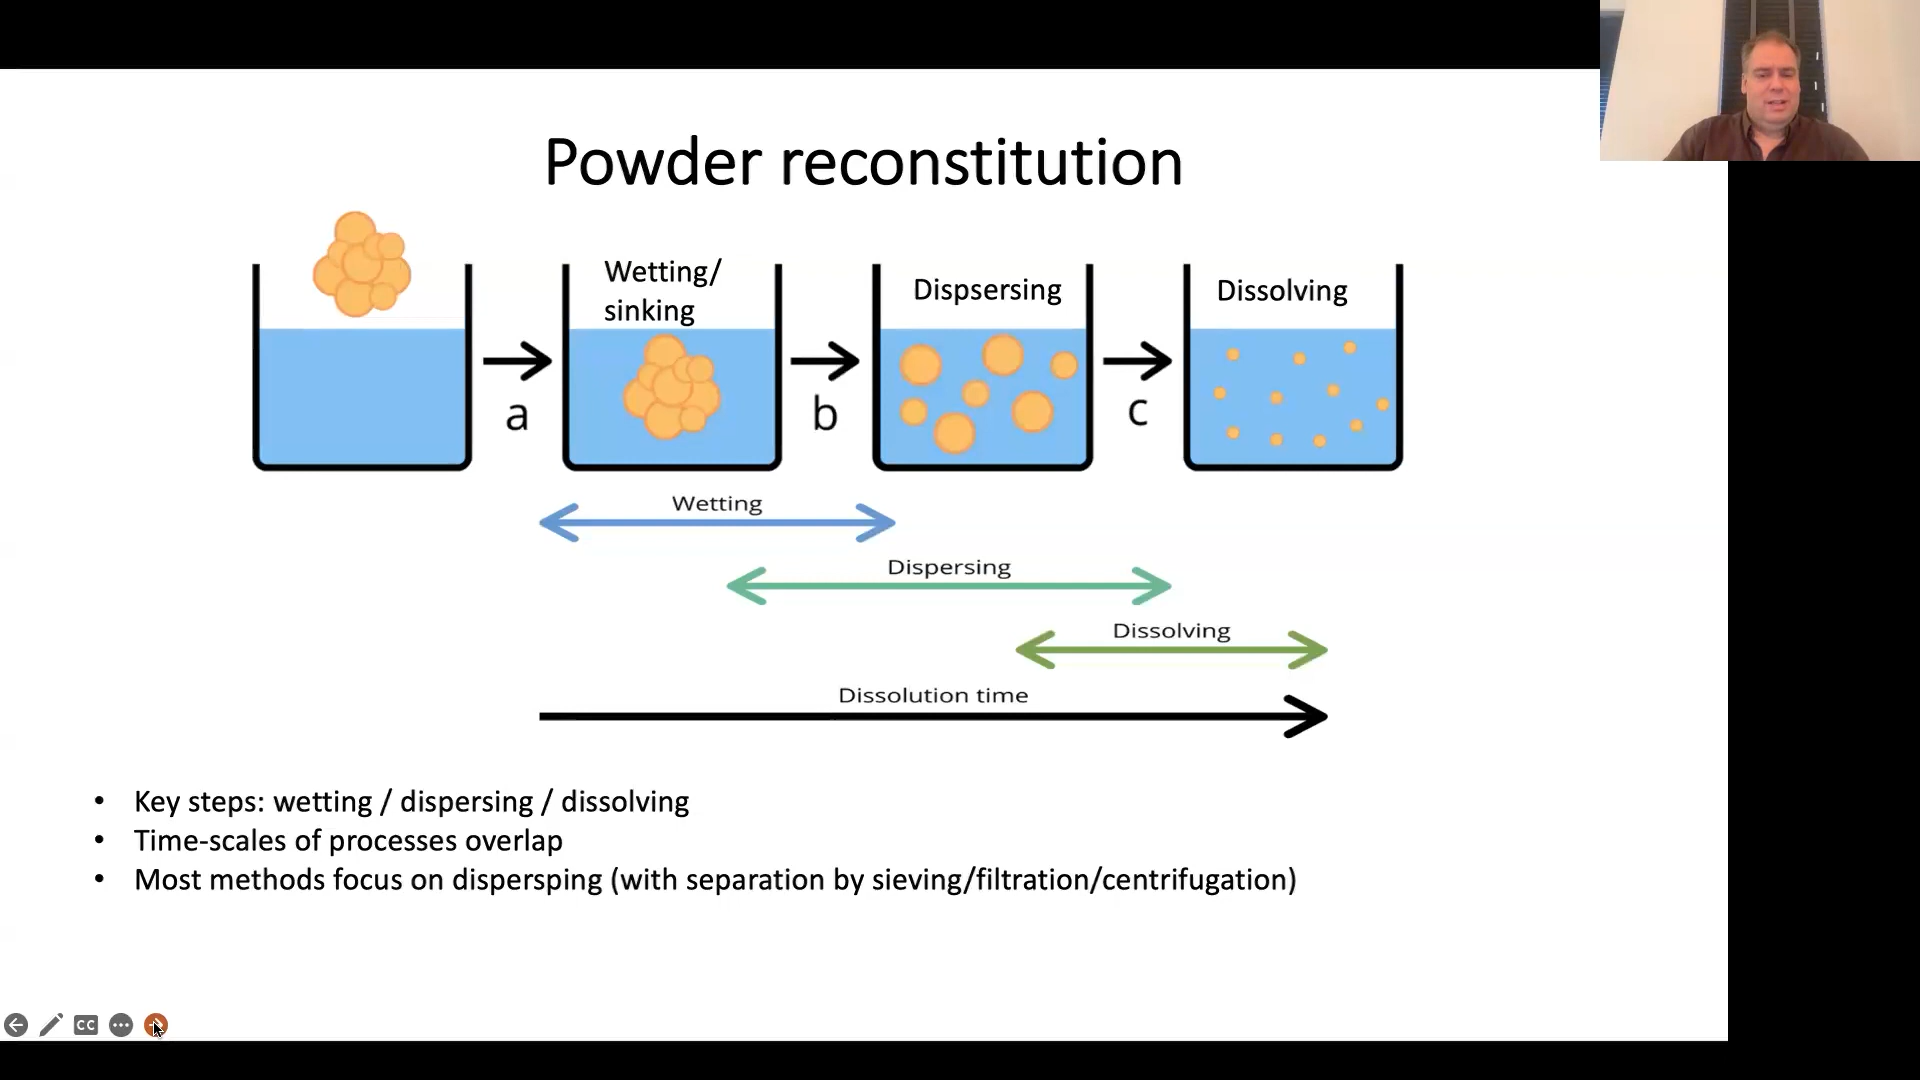 Powder reconstitution
Wetting/
sinking
Dispsersing
Dissolving
a
b
c
Wetting
Dispersing
Dissolving
Dissolution time
• Key steps: wetting / dispersing / dissolving
• Time-scales of processes overlap
• Most methods focus on dispersping (with separation by sieving/filtration/centrifugation)
CC